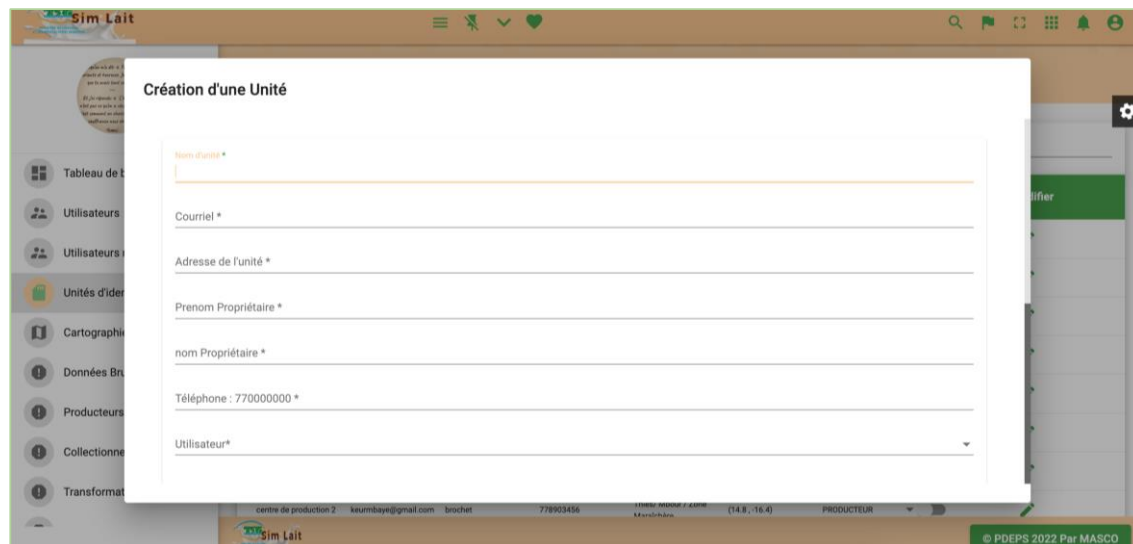 Sim Lait
Création d'une Unité
Nom d'unité *
Courriel *
Adresse de l'unité *
Prenom Propriétaire *
nom Propriétaire *
Téléphone : 770000000 *
Utilisateur*
Tableau de
Utilisateurs
Utilisateurs
Unités d'iden
Cartographi
Données Bru
Producteurs
Collectionne
Transformat
difier
centre de production 2 keurmbaye@gmail.com brochet 778903456 (14.8 , -16.4) PRODUCTEUR
Sim Lait
© PDEPS 2022 Par MASCO